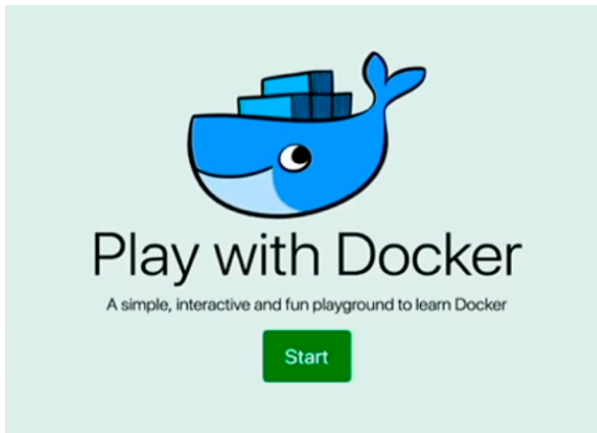 Play with Docker
A simple, interactive and fun playground to learn Docker
Start